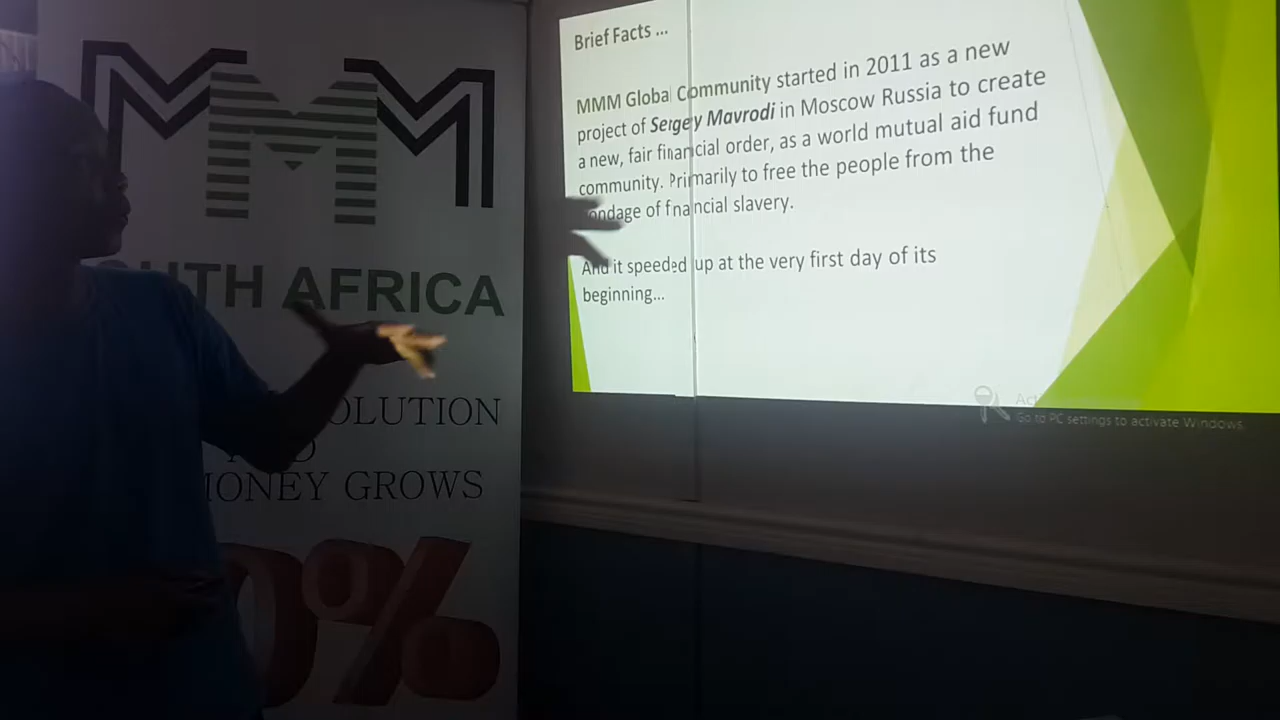 MMM
UTH AFRICA
OLUTION
MONEY GROWS
0%
Brief Facts ...
MMM Global Community started in 2011 as a new
project of Sergey Mavrodi in Moscow Russia to create
a new, fair financial order, as a world mutual aid fund
community. Primarily to free the people from the
ondage of financial slavery.
And it speeded up at the very first day of its
beginning...
Go to PC settings to activate Windows.